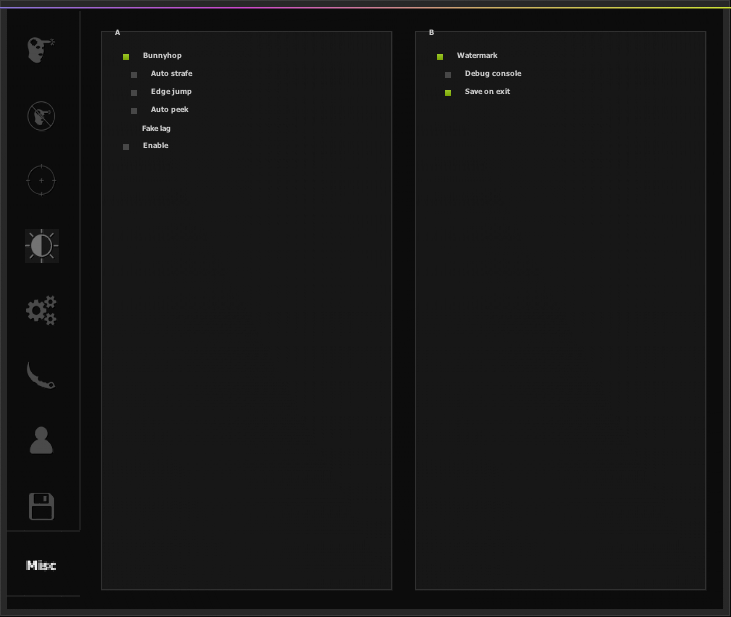 A
Bunnyhop
Auto strafe
Edge jump
Auto peek
Fake lag
Enable
B
Watermark
Debug console
Save on exit
Misc